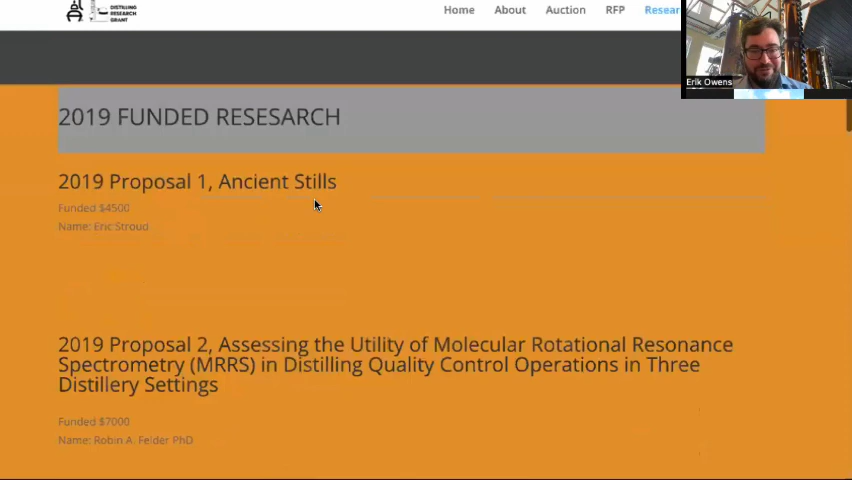 DISTILLING
RESEARCH
GRANT
Home About Auction RFP Resear
Erik Owens
2019 FUNDED RESESARCH
2019 Proposal 1, Ancient Stills
Funded $4500
Name: Eric Stroud
2019 Proposal 2, Assessing the Utility of Molecular Rotational Resonance
Spectrometry (MRRS) in Distilling Quality Control Operations in Three
Distillery Settings
Funded $7000
Name: Robin A. Felder PhD